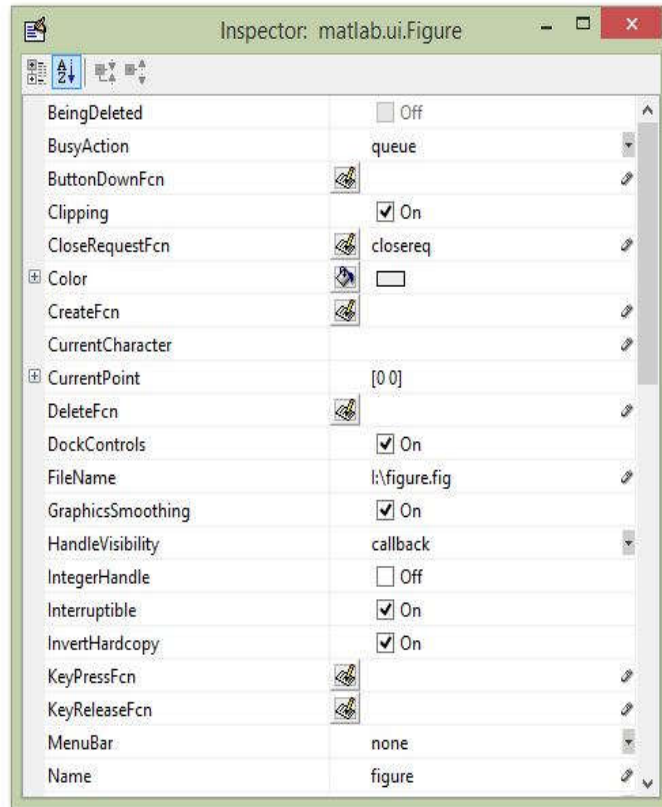 Inspector: matlab.ui.Figure
BeingDeleted Off
BusyAction queue
ButtonDownFcn
Clipping On
CloseRequestFcn closereq
Color
CreateFcn
CurrentCharacter
CurrentPoint [0 0]
DeleteFcn
DockControls On
FileName I:\figure.fig
GraphicsSmoothing On
HandleVisibility callback
IntegerHandle Off
Interruptible On
InvertHardcopy On
KeyPressFcn
KeyReleaseFcn
MenuBar none
Name figure